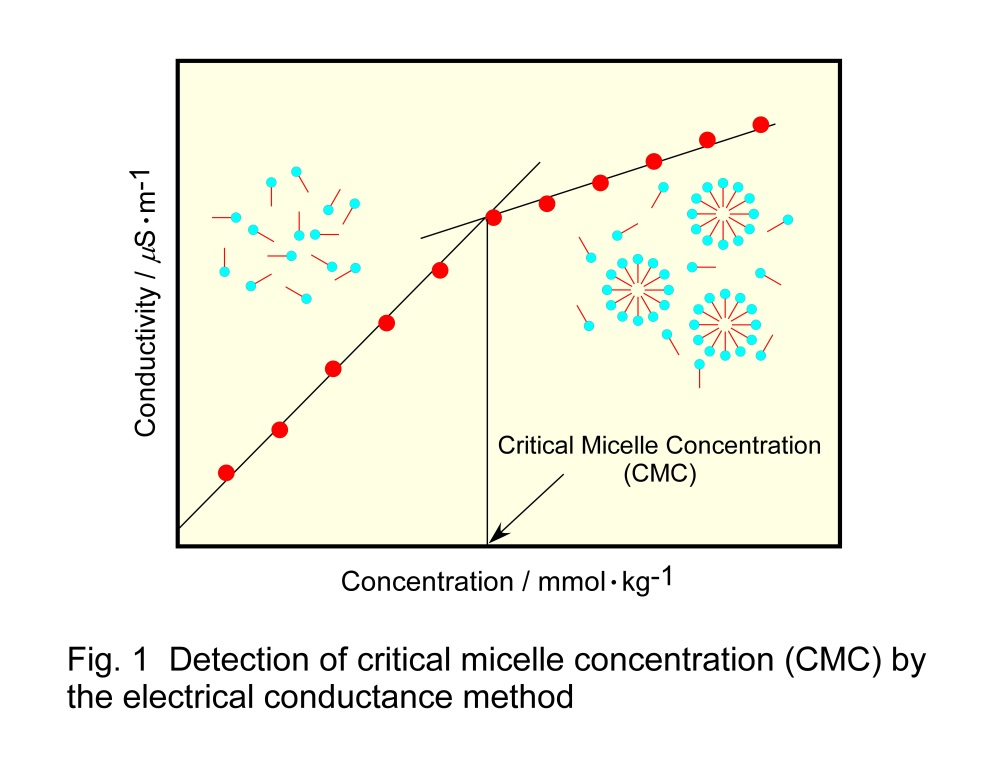 Conductivity / μS·m-1
Critical Micelle Concentration
(CMC)
Concentration / mmol·kg-1
Fig. 1  Detection of critical micelle concentration (CMC) by
the electrical conductance method